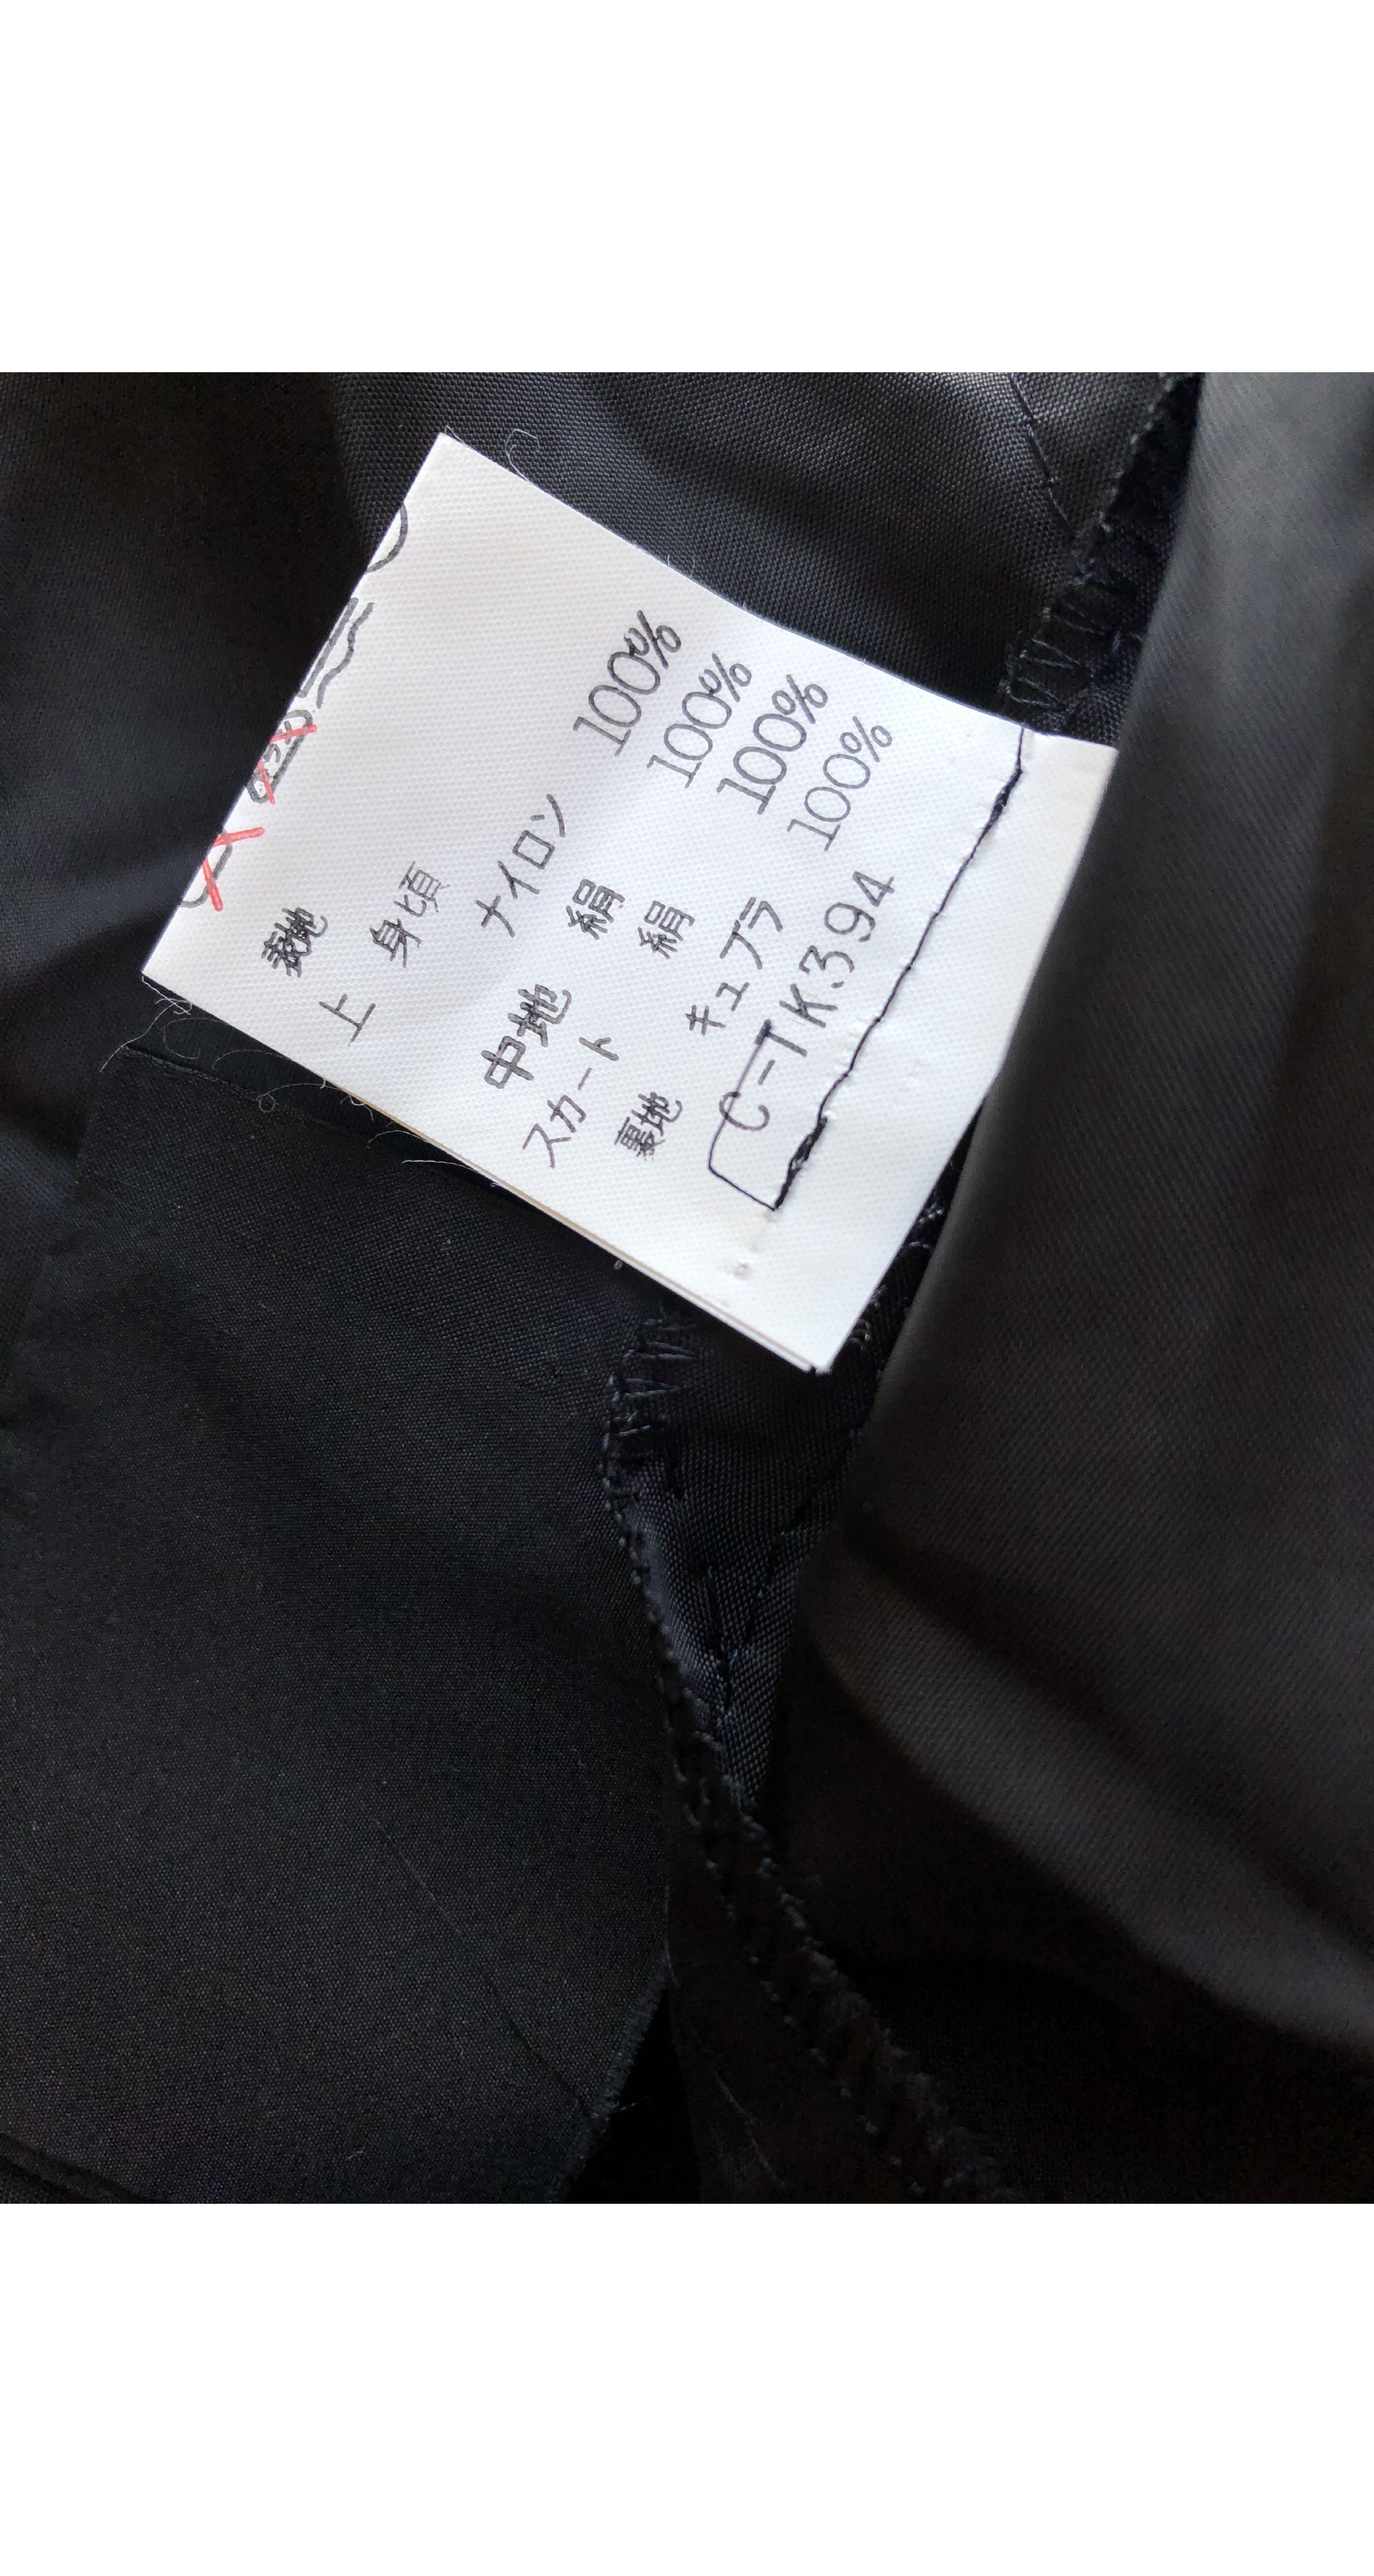 表地
上 身頃
ナイロン 100%
中地 絹 100%
スカート 絹 100%
裏地 キュプラ 100%
C-TK394